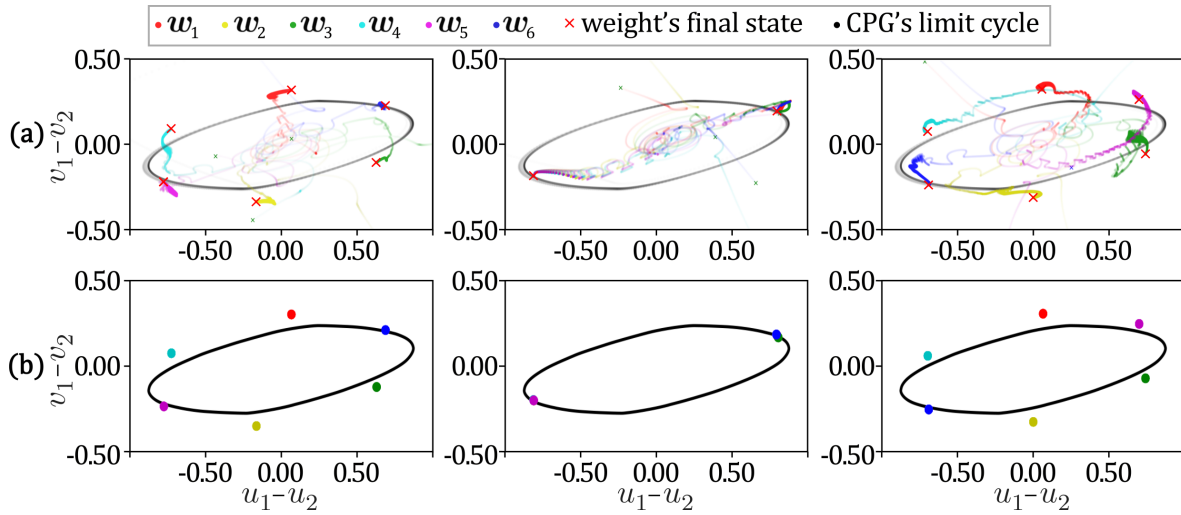 w1 w2 w3 w4 w5 w6 × weight's final state • CPG's limit cycle
(a)
v1-v2
0.50 0.50 0.50
0.00 0.00 0.00
-0.50 -0.50 -0.50
-0.50 0.00 0.50 -0.50 0.00 0.50 -0.50 0.00 0.50
(b)
v1-v2
0.50 0.50 0.50
0.00 0.00 0.00
-0.50 -0.50 -0.50
-0.50 0.00 0.50 -0.50 0.00 0.50 -0.50 0.00 0.50
u1-u2 u1-u2 u1-u2